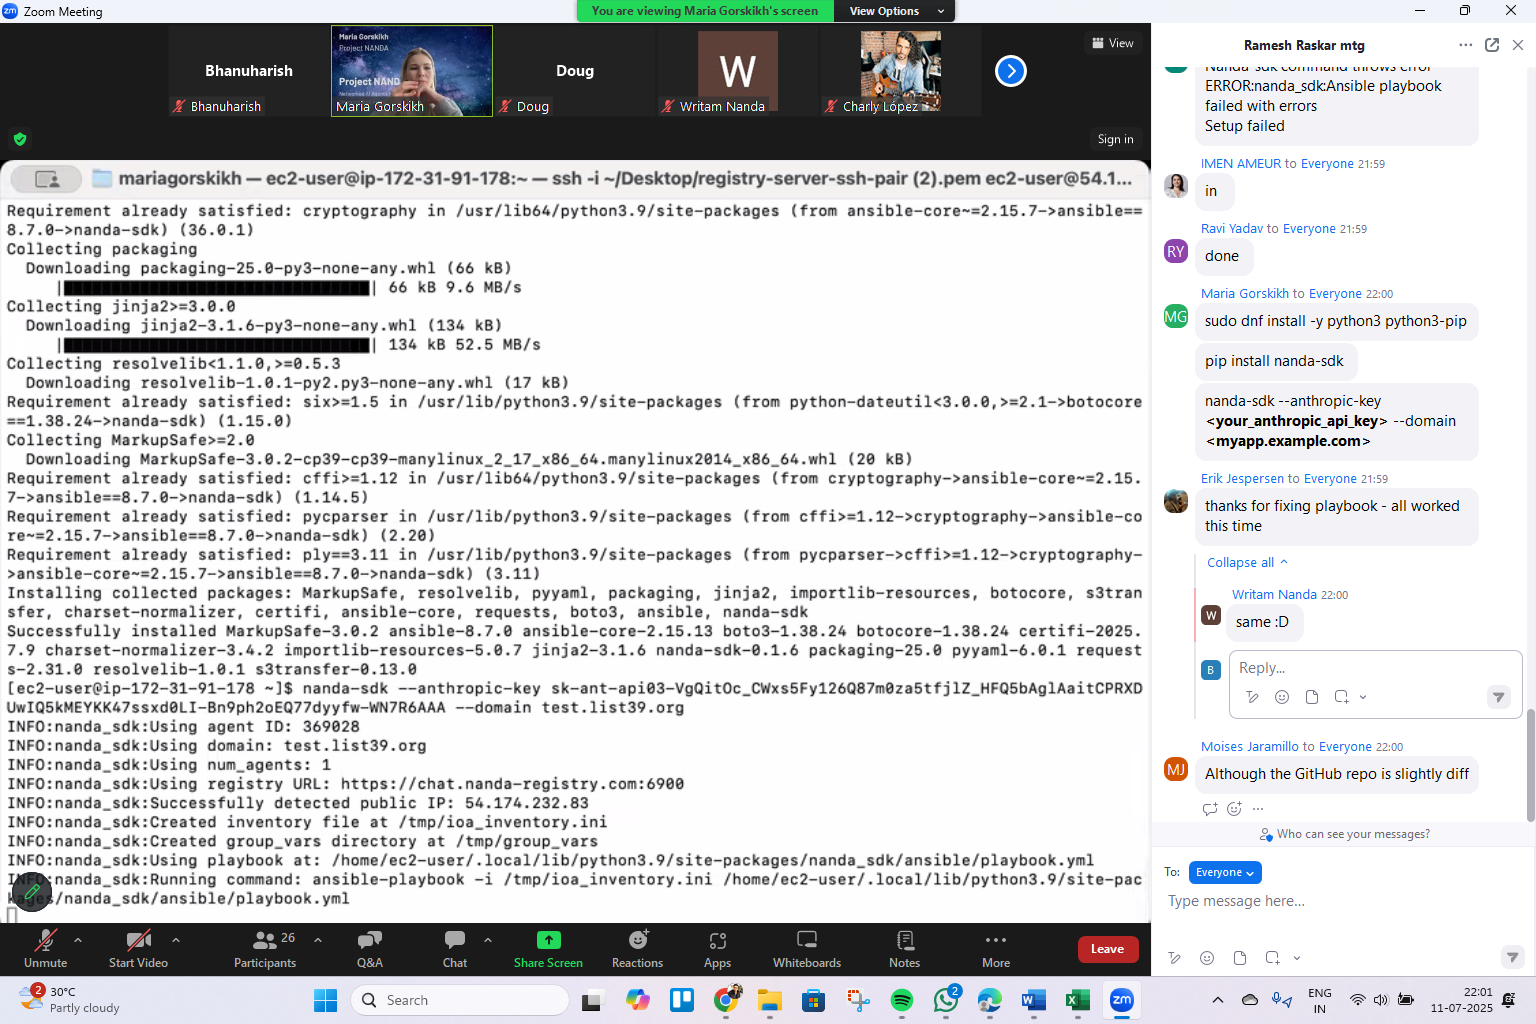 Zoom Meeting
You are viewing Maria Gorskikh's screen
View Options
Bhanuharish
Bhanuharish
Maria Gorskikh
Project NANDA
Project NAND
Maria Gorskikh
Doug
Doug
W
Writam Nanda
Charly López
View
Sign in
mariagorskikh — ec2-user@ip-172-31-91-178:~ — ssh -i ~/Desktop/registry-server-ssh-pair (2).pem ec2-user@54.1...
Requirement already satisfied: cryptography in /usr/lib64/python3.9/site-packages (from ansible-core~=2.15.7->ansible==
8.7.0->nanda-sdk) (36.0.1)
Collecting packaging
Downloading packaging-25.0-py3-none-any.whl (66 kB)
66 kB 9.6 MB/s
Collecting jinja2>=3.0.0
Downloading jinja2-3.1.6-py3-none-any.whl (134 kB)
134 kB 52.5 MB/s
Collecting resolvelib<1.1.0,>=0.5.3
Downloading resolvelib-1.0.1-py2.py3-none-any.whl (17 kB)
Requirement already satisfied: six>=1.5 in /usr/lib/python3.9/site-packages (from python-dateutil<3.0.0,>=2.1->botocore
==1.38.24->nanda-sdk) (1.15.0)
Collecting MarkupSafe>=2.0
Downloading MarkupSafe-3.0.2-cp39-cp39-manylinux_2_17_x86_64.manylinux2014_x86_64.whl (20 kB)
Requirement already satisfied: cffi>=1.12 in /usr/lib64/python3.9/site-packages (from cryptography->ansible-core~=2.15.
7->ansible==8.7.0->nanda-sdk) (1.14.5)
Requirement already satisfied: pycparser in /usr/lib/python3.9/site-packages (from cffi>=1.12->cryptography->ansible-co
re~=2.15.7->ansible==8.7.0->nanda-sdk) (2.20)
Requirement already satisfied: ply==3.11 in /usr/lib/python3.9/site-packages (from pycparser->cffi>=1.12->cryptography-
>ansible-core~=2.15.7->ansible==8.7.0->nanda-sdk) (3.11)
Installing collected packages: MarkupSafe, resolvelib, pyyaml, packaging, jinja2, importlib-resources, botocore, s3tran
sfer, charset-normalizer, certifi, ansible-core, requests, boto3, ansible, nanda-sdk
Successfully installed MarkupSafe-3.0.2 ansible-8.7.0 ansible-core-2.15.13 boto3-1.38.24 botocore-1.38.24 certifi-2025.
7.9 charset-normalizer-3.4.2 importlib-resources-5.0.7 jinja2-3.1.6 nanda-sdk-0.1.6 packaging-25.0 pyyaml-6.0.1 request
s-2.31.0 resolvelib-1.0.1 s3transfer-0.13.0
[ec2-user@ip-172-31-91-178 ~]$ nanda-sdk --anthropic-key sk-ant-api03-VgQitOc_CWxs5Fy126Q87m0za5tfjlZ_HFQ5bAglAaitCPRXD
UwIQ5kMEYKK47ssxd0LI-Bn9ph2oEQ77dyyfw-WN7R6AAA --domain test.list39.org
INFO:nanda_sdk:Using agent ID: 369028
INFO:nanda_sdk:Using domain: test.list39.org
INFO:nanda_sdk:Using num_agents: 1
INFO:nanda_sdk:Using registry URL: https://chat.nanda-registry.com:6900
INFO:nanda_sdk:Successfully detected public IP: 54.174.232.83
INFO:nanda_sdk:Created inventory file at /tmp/ioa_inventory.ini
INFO:nanda_sdk:Created group_vars directory at /tmp/group_vars
INFO:nanda_sdk:Using playbook at: /home/ec2-user/.local/lib/python3.9/site-packages/nanda_sdk/ansible/playbook.yml
INFO:nanda_sdk:Running command: ansible-playbook -i /tmp/ioa_inventory.ini /home/ec2-user/.local/lib/python3.9/site-pac
kages/nanda_sdk/ansible/playbook.yml
Unmute
Start Video
26
Participants
Q&A
Chat
Share Screen
Reactions
Apps
Whiteboards
Notes
More
Leave
Ramesh Raskar mtg
Nanda-sdk command throws error
ERROR:nanda_sdk:Ansible playbook
failed with errors
Setup failed
IMEN AMEUR to Everyone 21:59
in
Ravi Yadav to Everyone 21:59
RY
done
Maria Gorskikh to Everyone 22:00
MG
sudo dnf install -y python3 python3-pip
pip install nanda-sdk
nanda-sdk --anthropic-key
<your_anthropic_api_key> --domain
<myapp.example.com>
Erik Jespersen to Everyone 21:59
thanks for fixing playbook - all worked
this time
Collapse all
Writam Nanda 22:00
W
same :D
B
Reply...
Moises Jaramillo to Everyone 22:00
MJ
Although the GitHub repo is slightly diff
Who can see your messages?
To: Everyone
Type message here...
2
30°C
Partly cloudy
Search
2
zm
ENG
IN
22:01
11-07-2025